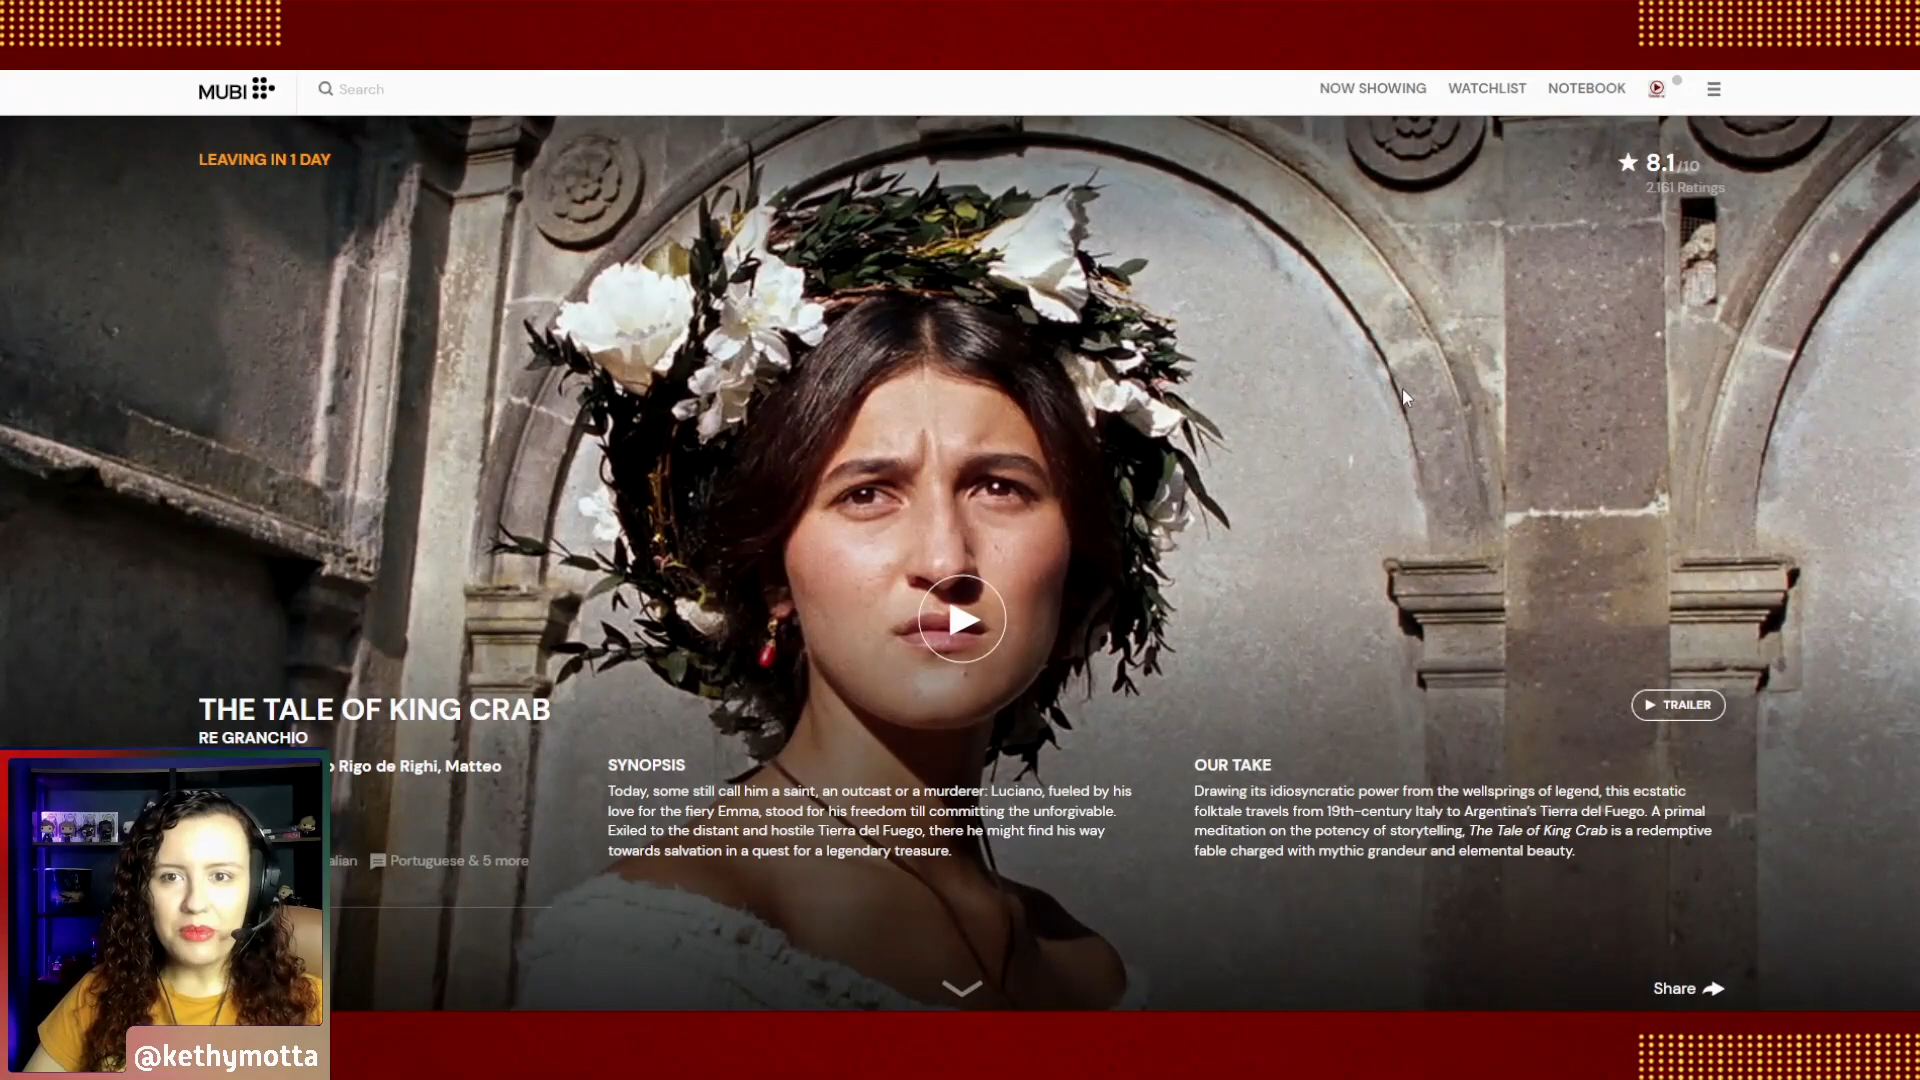 MUBI
Search
NOW SHOWING
WATCHLIST
NOTEBOOK
LEAVING IN 1 DAY
8.1/10
2.161 Ratings
THE TALE OF KING CRAB
RE GRANCHIO
Rigo de Righi, Matteo
Portuguese & 5 more
SYNOPSIS
Today, some still call him a saint, an outcast or a murderer: Luciano, fueled by his
love for the fiery Emma, stood for his freedom till committing the unforgivable.
Exiled to the distant and hostile Tierra del Fuego, there he might find his way
towards salvation in a quest for a legendary treasure.
TRAILER
OUR TAKE
Drawing its idiosyncratic power from the wellsprings of legend, this ecstatic
folktale travels from 19th-century Italy to Argentina's Tierra del Fuego. A primal
meditation on the potency of storytelling, The Tale of King Crab is a redemptive
fable charged with mythic grandeur and elemental beauty.
Share
@kethymotta